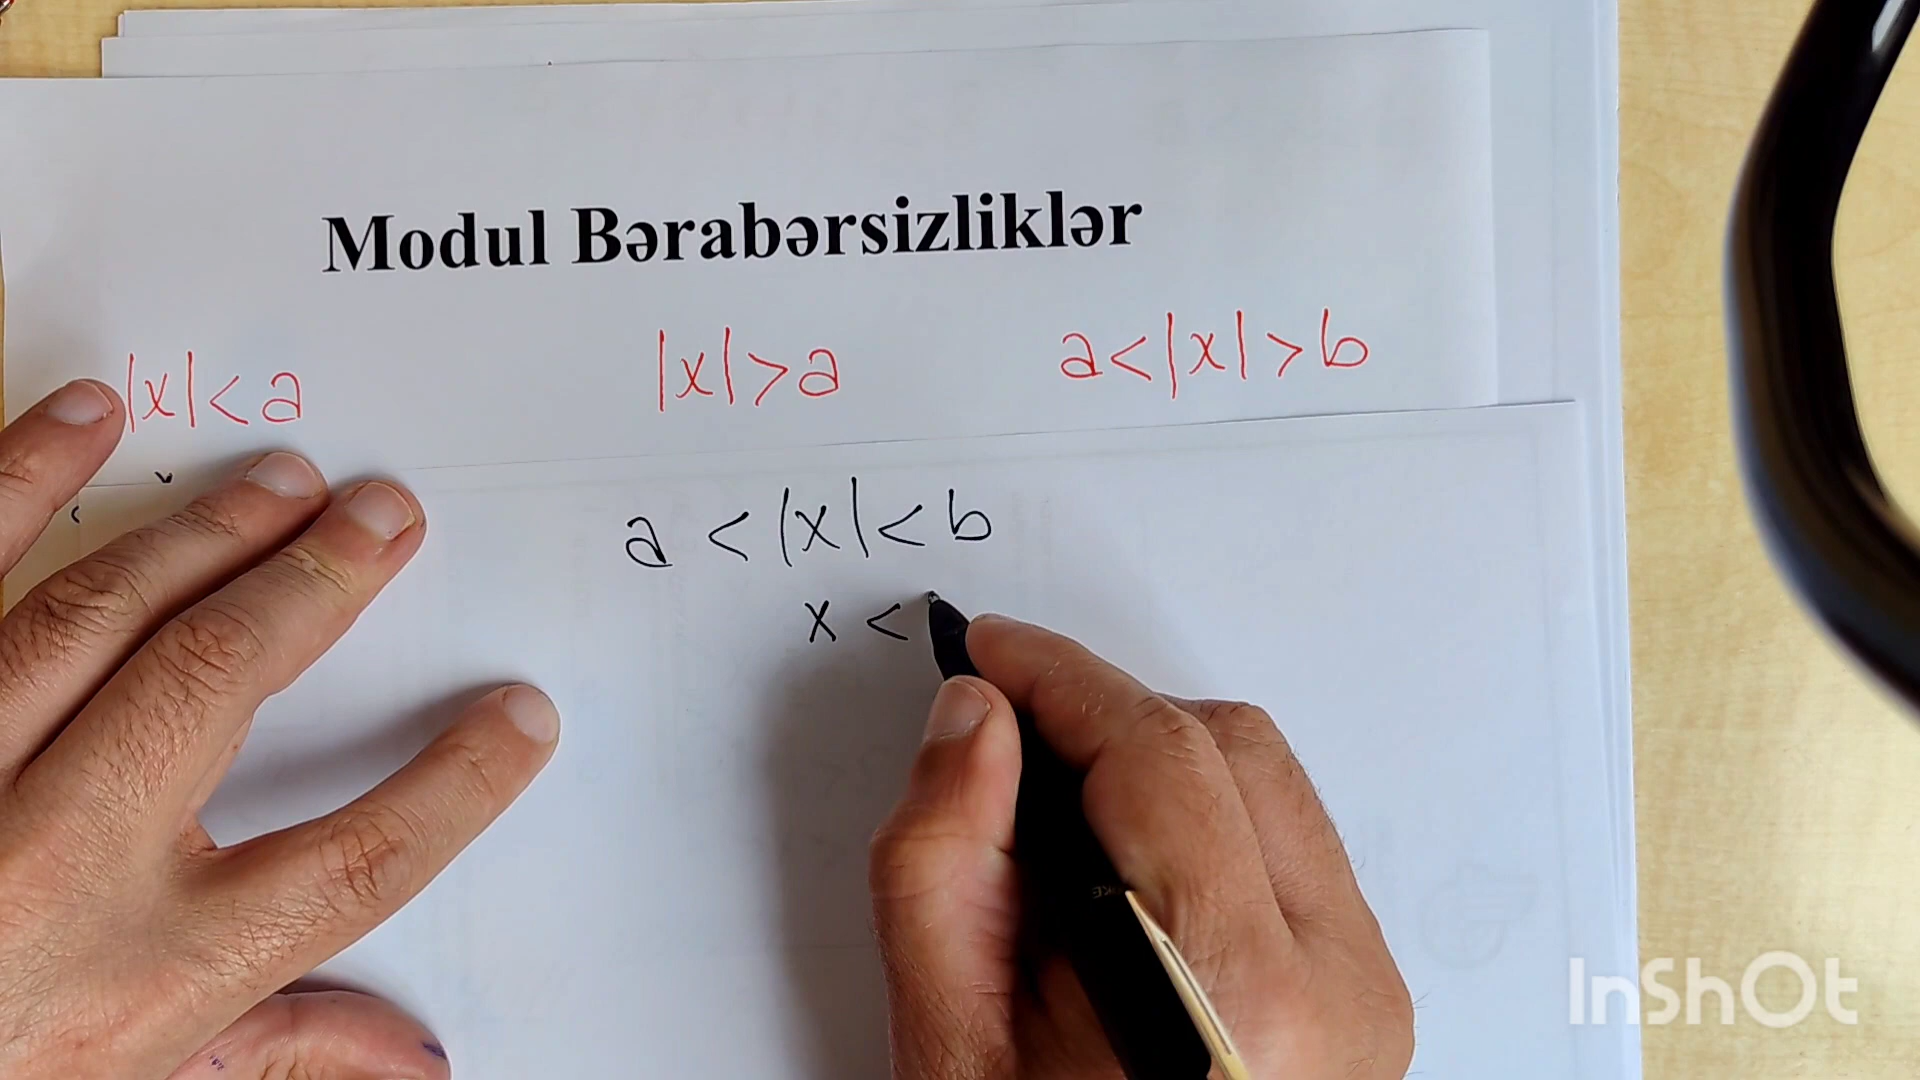 Modul Bərabərsizliklər
|x|<a |x|>a a<|x|>b
a<|x|<b
x<
InShOt